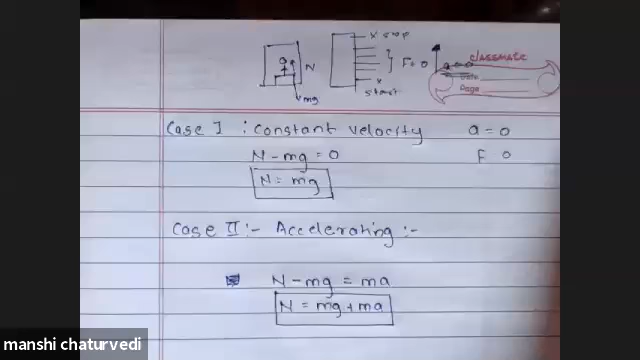 x stop
a
N
F = 0
mg
x
start
CLASSMATE
Date
Page
Case I : Constant velocity a = 0
N - mg = 0 F 0
N = mg
Case II :- Accelerating :-
N - mg = ma
N = mg + ma
manshi chaturvedi